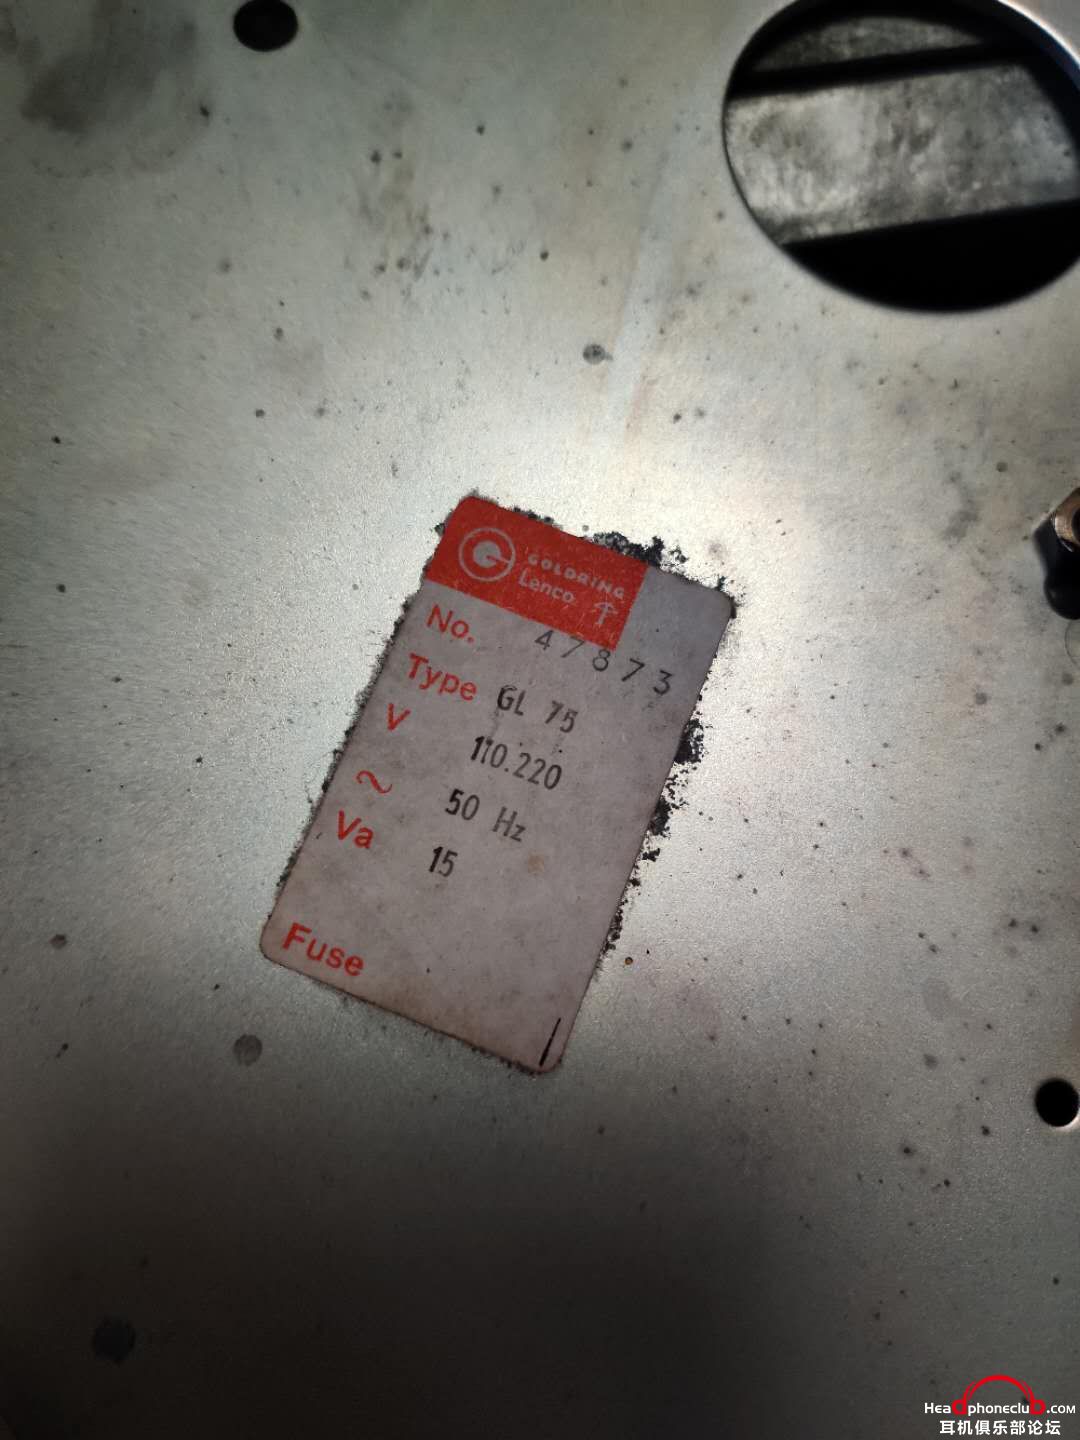 GOLDRING
Lenco
No. 47873
Type GL 75
V 110.220
~ 50 Hz
Va 15
Fuse
Headphoneclub.com
耳机俱乐部论坛